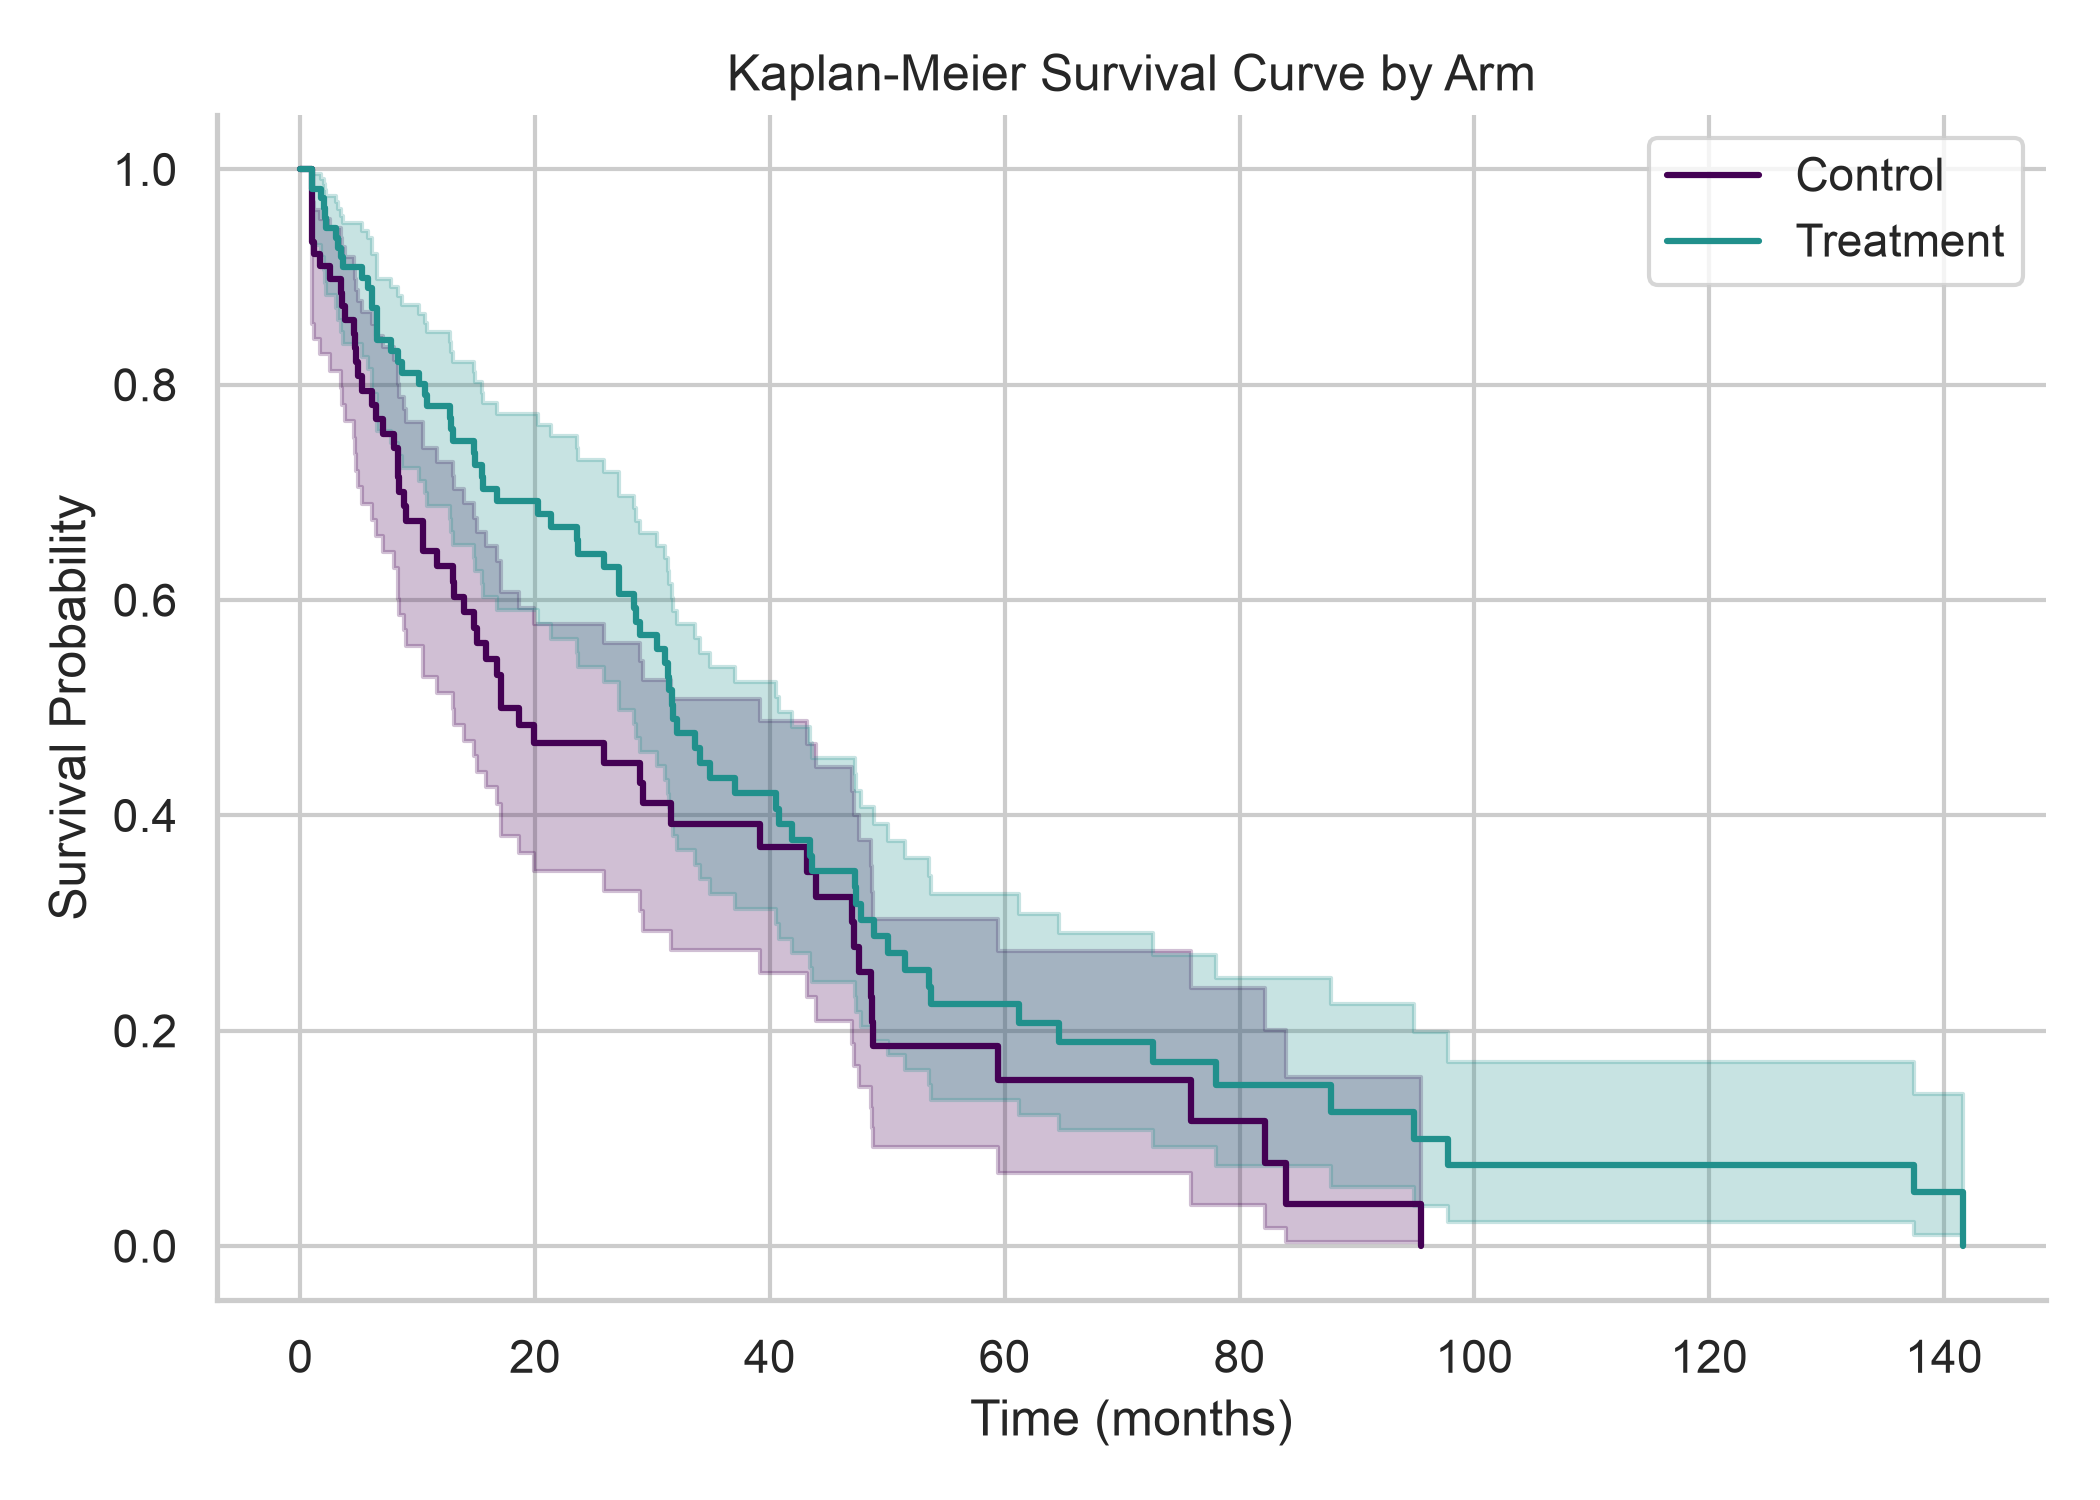 Kaplan-Meier Survival Curve by Arm
Control
Treatment
Survival Probability
1.0
0.8
0.6
0.4
0.2
0.0
0 20 40 60 80 100 120 140
Time (months)